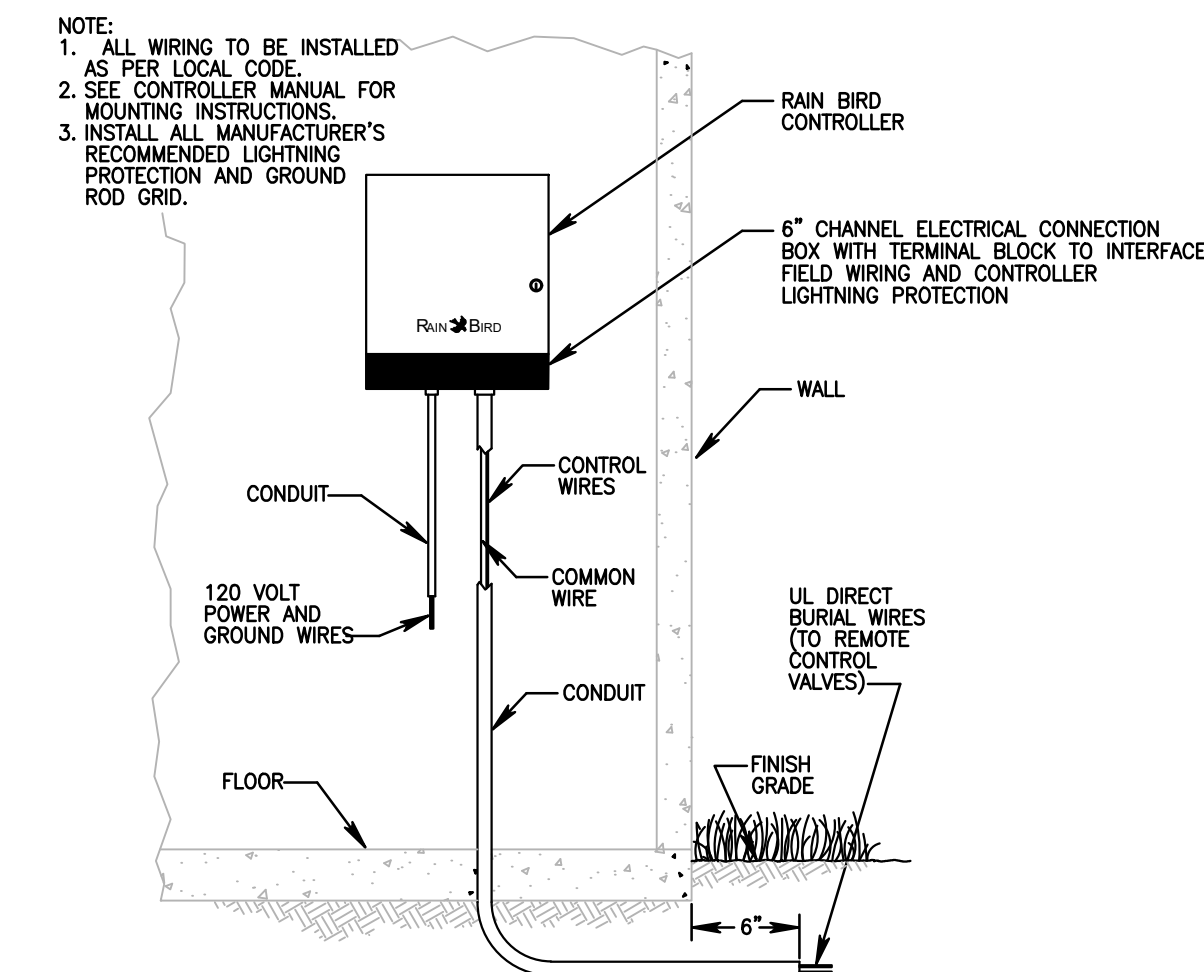 NOTE:
1. ALL WIRING TO BE INSTALLED
AS PER LOCAL CODE.
2. SEE CONTROLLER MANUAL FOR
MOUNTING INSTRUCTIONS.
3. INSTALL ALL MANUFACTURER'S
RECOMMENDED LIGHTNING
PROTECTION AND GROUND
ROD GRID.
RAIN BIRD
CONTROLLER
6" CHANNEL ELECTRICAL CONNECTION
BOX WITH TERMINAL BLOCK TO INTERFACE
FIELD WIRING AND CONTROLLER
LIGHTNING PROTECTION
RAIN BIRD
WALL
CONTROL
WIRES
CONDUIT
COMMON
WIRE
120 VOLT
POWER AND
GROUND WIRES
UL DIRECT
BURIAL WIRES
(TO REMOTE
CONTROL
VALVES)
CONDUIT
FINISH
GRADE
FLOOR
6"